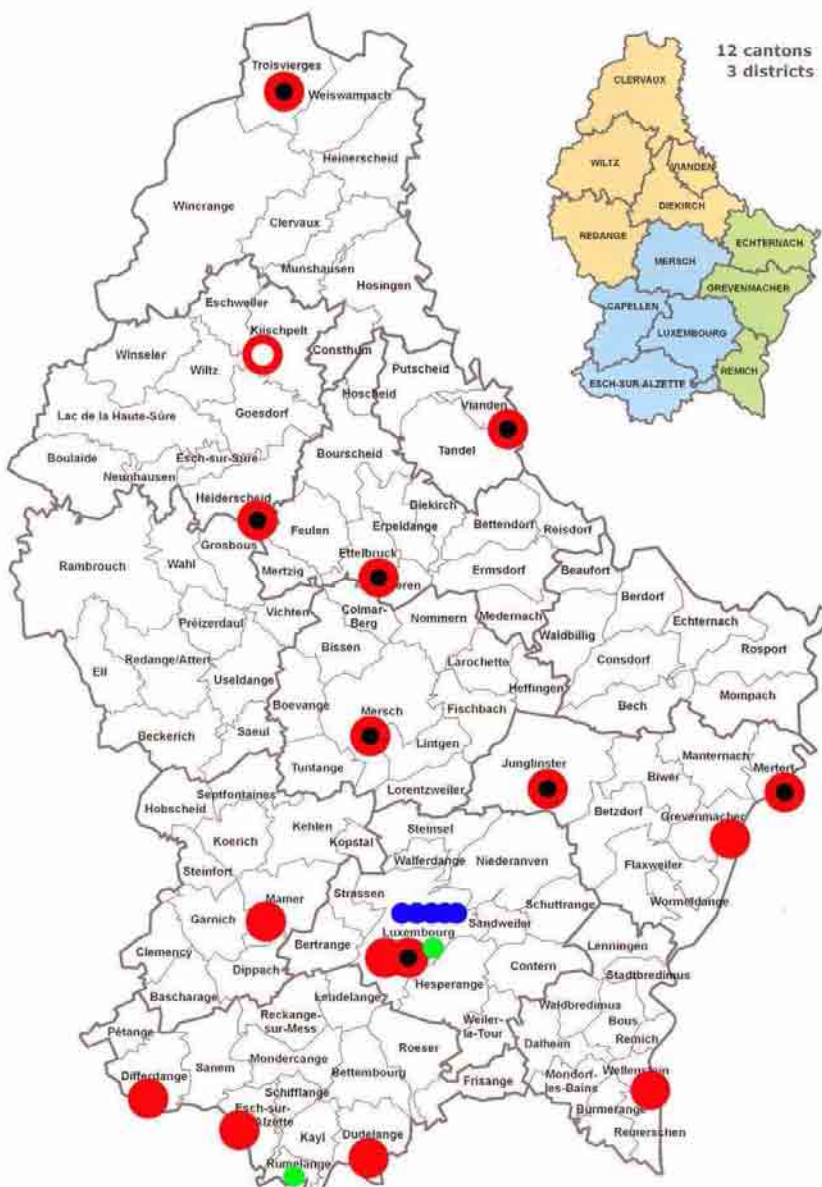 12 cantons
3 districts
CLERVAUX
WILTZ
VIANDEN
DIEKIRCH
REDANGE
MERSCH
ECHTERNACH
GREVENMACHER
CAPELLEN
LUXEMBOURG
REMICH
ESCH-SUR-ALZETTE
Troisvierges
Weiswampach
Heinerscheid
Wincrange
Clervaux
Munshausen
Hosingen
Eschweiler
Kiischpelt
Consthum
Winseler
Wiltz
Putscheid
Hoscheid
Vianden
Goesdorf
Lac de la Haute-Sûre
Tandel
Bourscheid
Boulaide
Esch-sur-Sûre
Neunhausen
Heiderscheid
Diekirch
Bettendorf
Reisdorf
Feulen
Erpeldange
Grosbous
Ettelbruck
Rambrouch
Wahl
Mertzig
eren
Ermsdorf
Beaufort
Berdorf
Vichten
Colmar-
Berg
Nommern
Medernach
Echternach
Préizerdaul
Waldbillig
Bissen
Rosport
Ell
Redange/Attert
Larochette
Consdorf
Useldange
Heffingen
Mompach
Boevange
Mersch
Fischbach
Bech
Beckerich
Saeul
Lintgen
Tuntange
Junglinster
Manternach
Mertert
Lorentzweiler
Biwer
Septfontaines
Hobscheid
Betzdorf
Grevenmacher
Kehlen
Steinsel
Koerich
Kopstal
Walferdange
Niederanven
Steinfort
Flaxweiler
Mamer
Strassen
Schuttrange
Wormeldange
Garnich
Sandweiler
Luxembourg
Bertrange
Lenningen
Clemency
Dippach
Contern
Stadtbredimus
Hesperange
Bascharage
Leudelange
Waldbredimus
Reckange-
sur-Mess
Weiler-
la-Tour
Bous
Pétange
Roeser
Dalheim
Remich
Mondercange
Sanem
Bettembourg
Wellenstein
Differdange
Frisange
Mondorf-
les-Bains
Schifflange
Esch-sur-
Alzette
Burmerange
Kayl
Dudelange
Remerschen
Rumelange